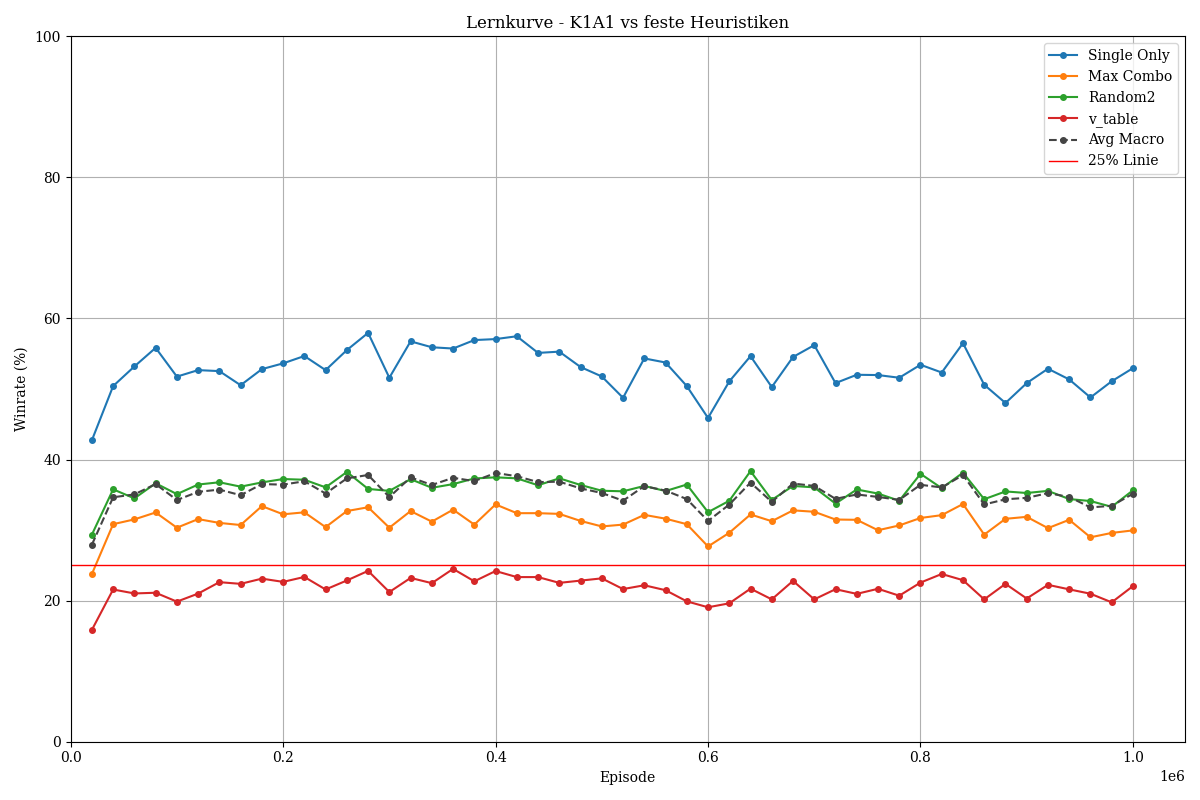 Lernkurve - K1A1 vs feste Heuristiken
100
80
60
40
20
0
Winrate (%)
Single Only
Max Combo
Random2
v_table
Avg Macro
25% Linie
0.0
0.2
0.4
0.6
0.8
1.0
1e6
Episode